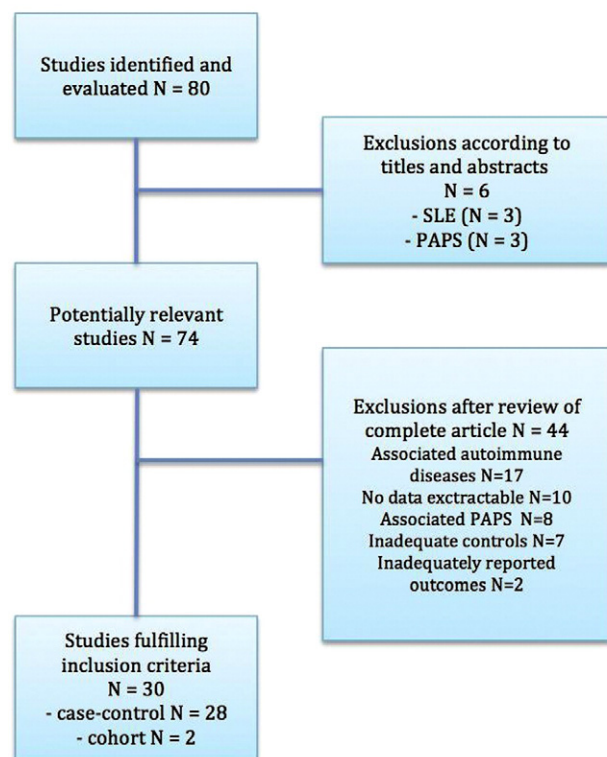 Studies identified and
evaluated N = 80
Exclusions according to
titles and abstracts
N = 6
- SLE (N = 3)
- PAPS (N = 3)
Potentially relevant
studies N = 74
Exclusions after review of
complete article N = 44
Associated autoimmune
diseases N=17
No data exctractable N=10
Associated PAPS N=8
Inadequate controls N=7
Inadequately reported
outcomes N=2
Studies fulfilling
inclusion criteria
N = 30
- case-control N = 28
- cohort N = 2